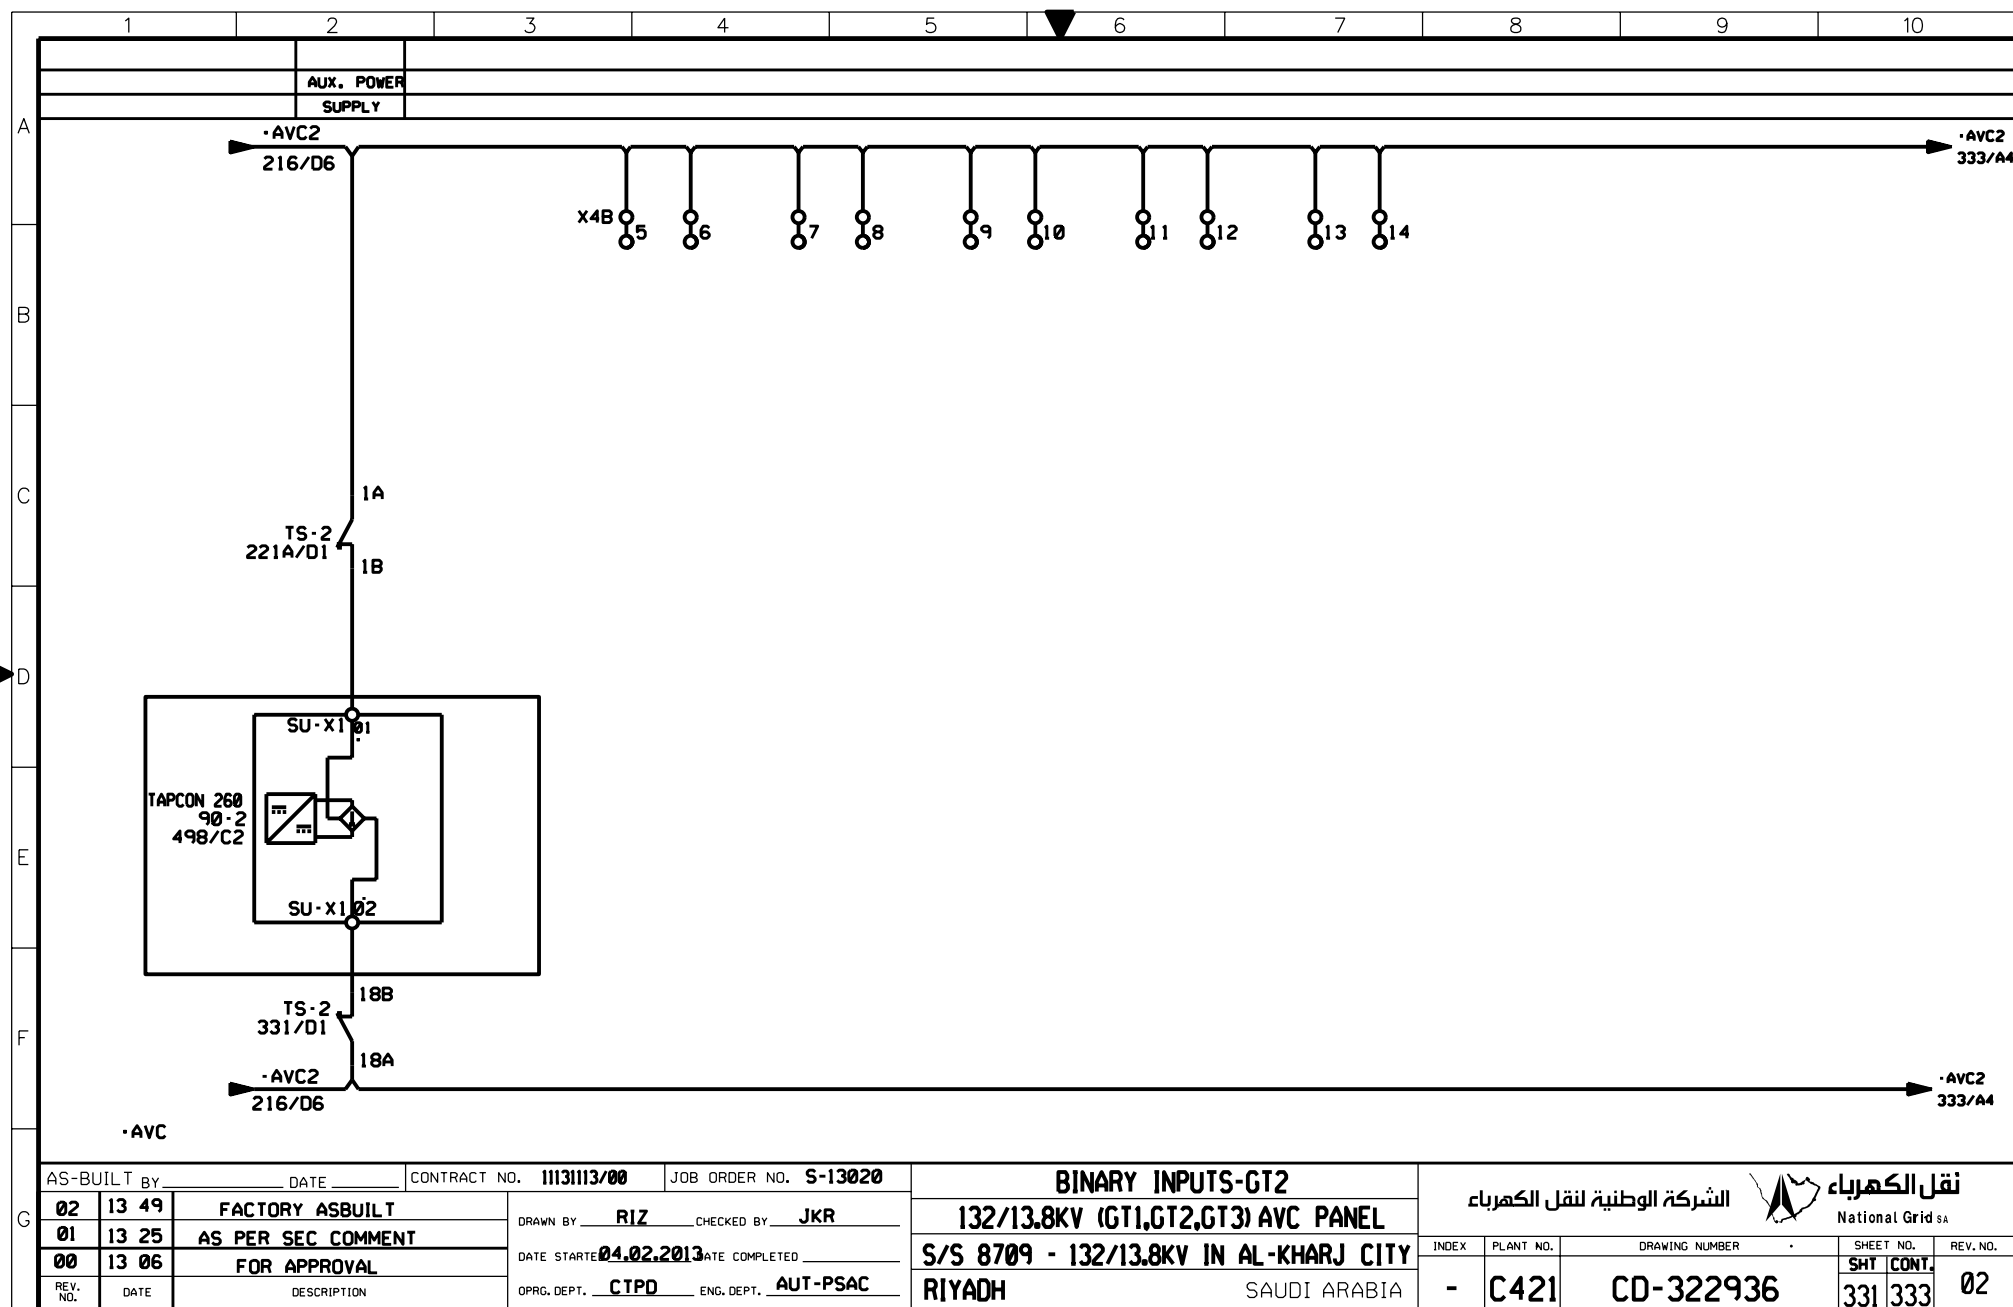 1 2 3 5 6 7 8 9 10
AUX. POWER
SUPPLY
A
·AVC2
216/D6
·AVC2
333/A4
X4B 5 6 7 8 9 10 11 12 13 14
B
C
1A
TS-2
221A/D1
1B
D
SU-X1 01
TAPCON 260
90-2
498/C2
E
SU-X1 02
18B
TS-2
331/D1
F
18A
-AVC2
216/D6
·AVC2
333/A4
·AVC
G
AS-BUILT BY DATE
CONTRACT NO. 11131113/00
JOB ORDER NO. S-13020
02 13 49 FACTORY ASBUILT
01 13 25 AS PER SEC COMMENT
00 13 06 FOR APPROVAL
REV. NO. DATE DESCRIPTION
DRAWN BY RIZ CHECKED BY JKR
DATE STARTE 04.02.2013 ATE COMPLETED
OPRG. DEPT. CTPD ENG. DEPT. AUT-PSAC
BINARY INPUTS-GT2
132/13.8KV (GT1,GT2,GT3) AVC PANEL
S/S 8709 - 132/13.8KV IN AL-KHARJ CITY
RIYADH SAUDI ARABIA
الشركة الوطنية لنقل الكهرباء
نقل الكهرباء
National Grid SA
INDEX PLANT NO. DRAWING NUMBER SHEET NO. REV. NO.
SHT CONT.
- C421 CD-322936 331 333 02